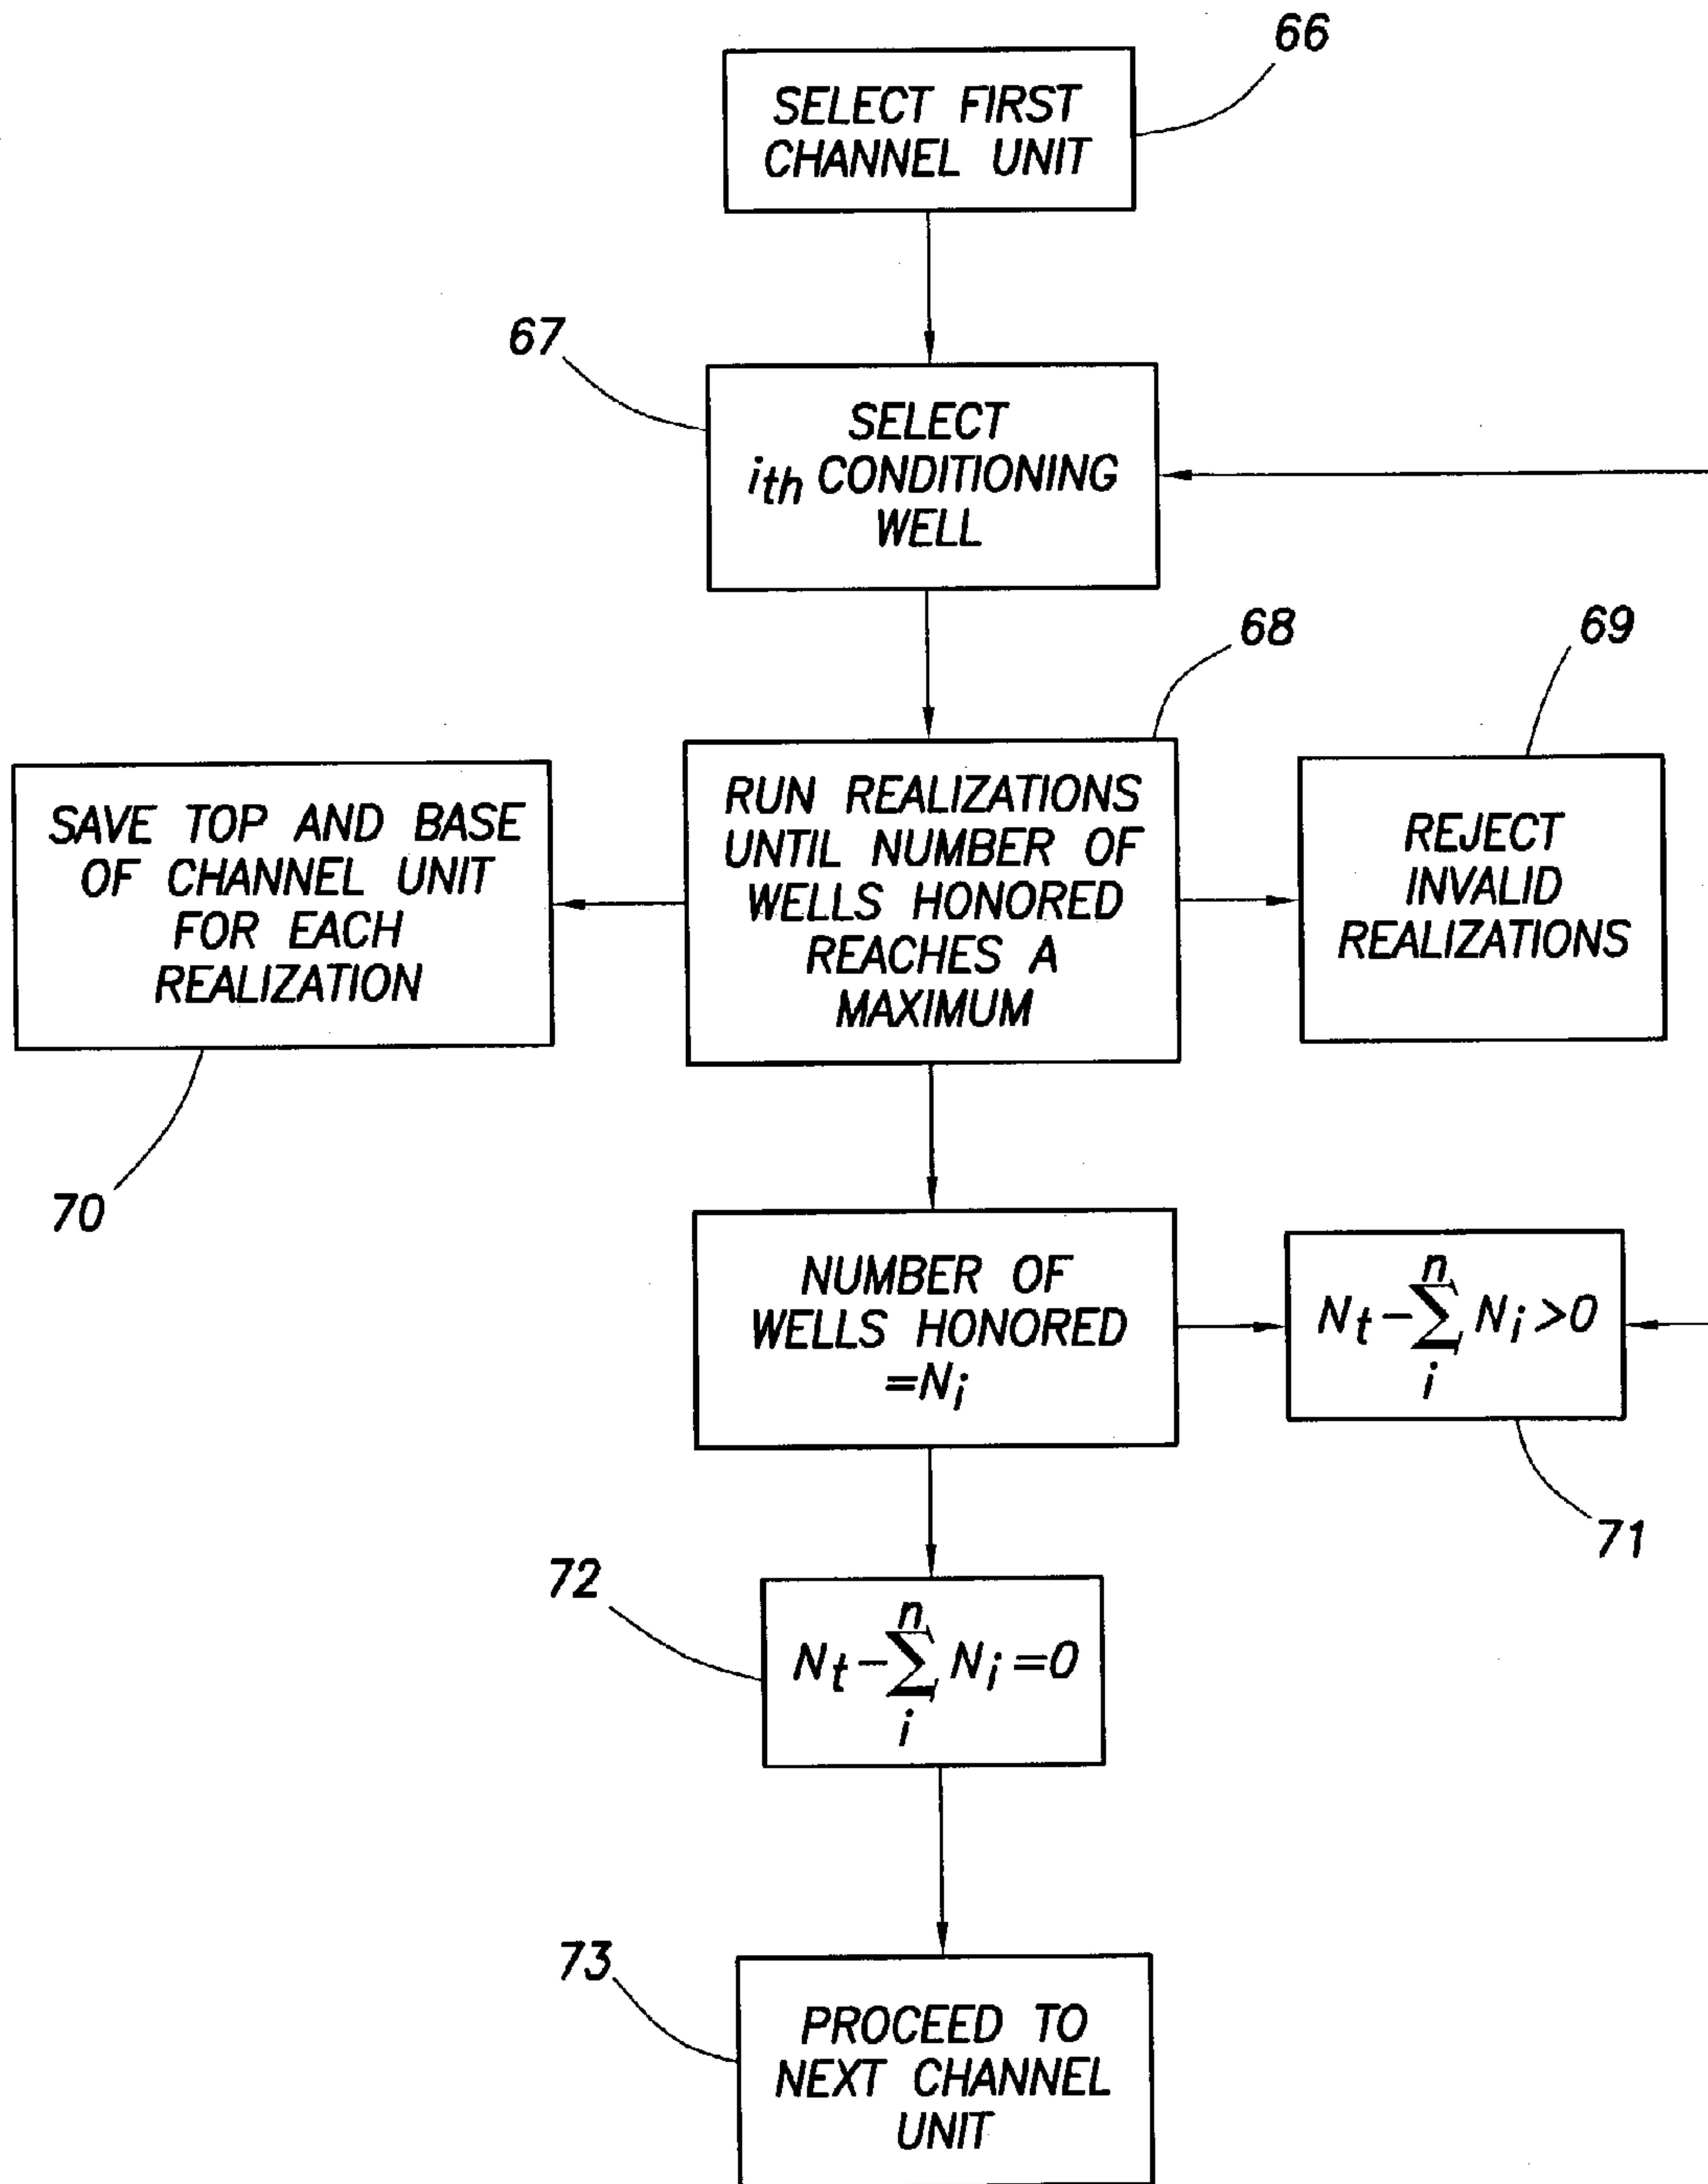 66
SELECT FIRST
CHANNEL UNIT
67
SELECT
ith CONDITIONING
WELL
68
69
SAVE TOP AND BASE
OF CHANNEL UNIT
FOR EACH
REALIZATION
RUN REALIZATIONS
UNTIL NUMBER OF
WELLS HONORED
REACHES A
MAXIMUM
REJECT
INVALID
REALIZATIONS
70
NUMBER OF
WELLS HONORED
=Ni
n
Nt-∑Ni>0
i
71
72
n
Nt-∑Ni=0
i
73
PROCEED TO
NEXT CHANNEL
UNIT